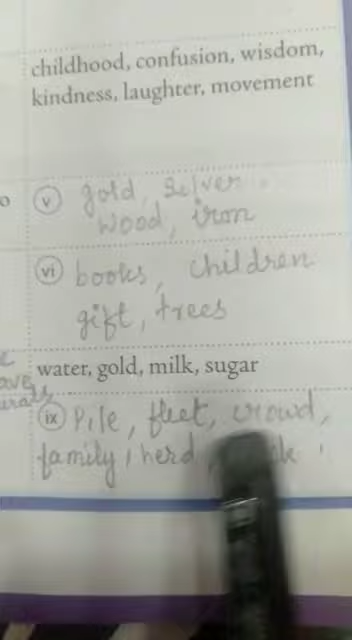 childhood, confusion, wisdom,
kindness, laughter, movement
o
(v) gold, silver.
wood, iron
(vi) books, children
gift, trees
water, gold, milk, sugar
(ix) Pile, fleet, crowd,
family, herd,